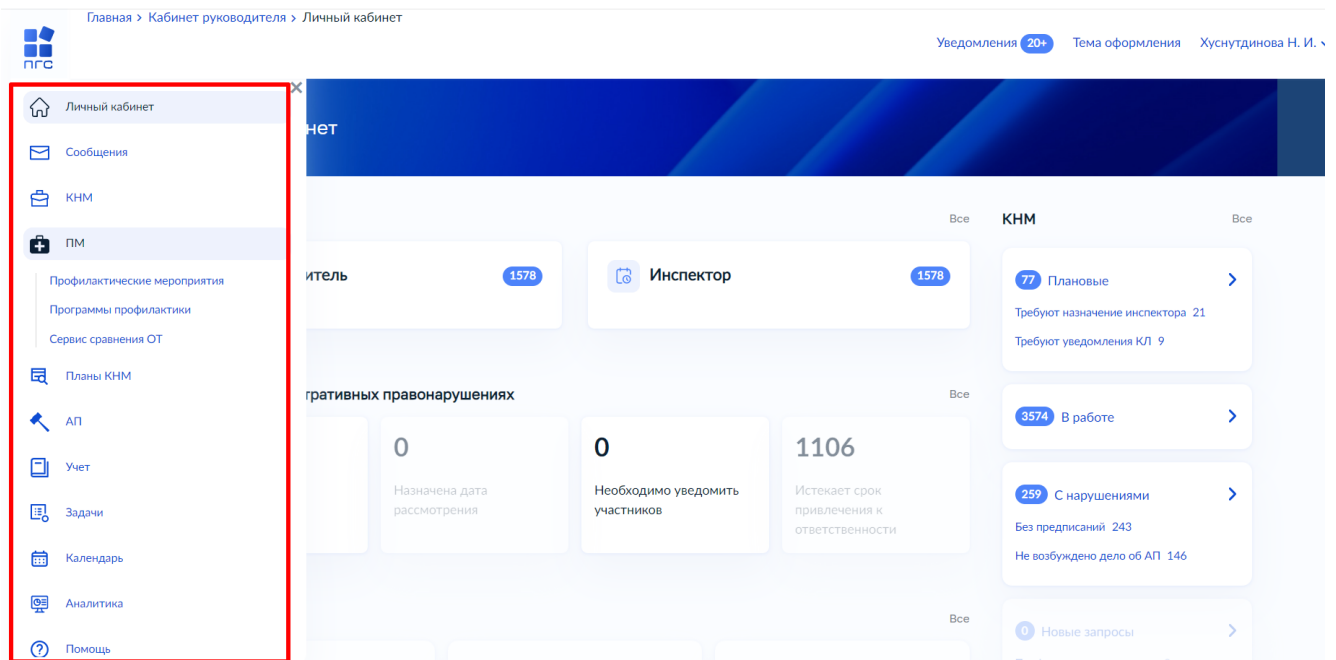 Главная > Кабинет руководителя > Личный кабинет
ПГС
Уведомления 20+ Тема оформления Хуснутдинова Н. И.
Личный кабинет
Сообщения
КНМ
ПМ
Профилактические мероприятия
Программы профилактики
Сервис сравнения ОТ
Планы КНМ
АП
Учет
Задачи
Календарь
Аналитика
Помощь
нет
Все
итель 1578
Инспектор 1578
тративных правонарушениях Все
0
Назначена дата
рассмотрения
0
Необходимо уведомить
участников
1106
Истекает срок
привлечения к
ответственности
Все
КНМ Все
77 Плановые
Требуют назначение инспектора 21
Требуют уведомления КЛ 9
3574 В работе
259 С нарушениями
Без предписаний 243
Не возбуждено дело об АП 146
0 Новые запросы